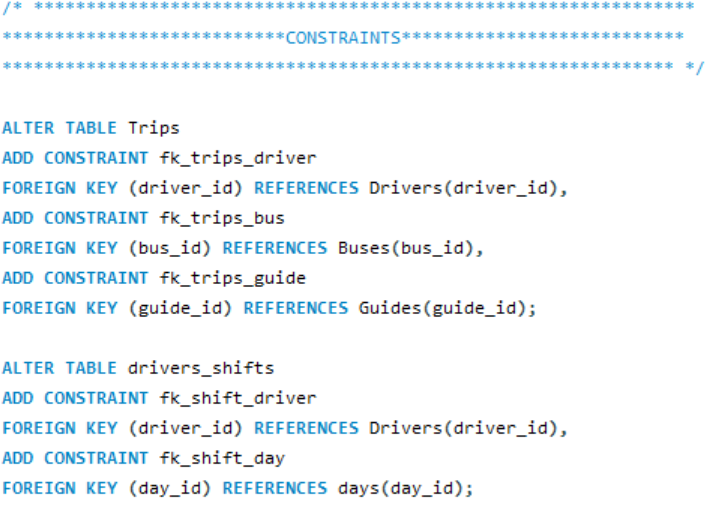 /* ***************************************************************
***************************CONSTRAINTS***************************
**************************************************************** */
ALTER TABLE Trips
ADD CONSTRAINT fk_trips_driver
FOREIGN KEY (driver_id) REFERENCES Drivers(driver_id),
ADD CONSTRAINT fk_trips_bus
FOREIGN KEY (bus_id) REFERENCES Buses(bus_id),
ADD CONSTRAINT fk_trips_guide
FOREIGN KEY (guide_id) REFERENCES Guides(guide_id);
ALTER TABLE drivers_shifts
ADD CONSTRAINT fk_shift_driver
FOREIGN KEY (driver_id) REFERENCES Drivers(driver_id),
ADD CONSTRAINT fk_shift_day
FOREIGN KEY (day_id) REFERENCES days(day_id);